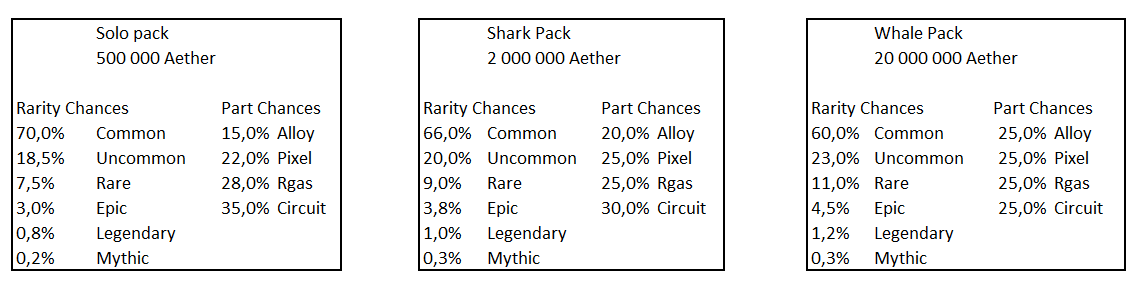 Solo pack
500 000 Aether
Rarity Chances Part Chances
70,0% Common 15,0% Alloy
18,5% Uncommon 22,0% Pixel
7,5% Rare 28,0% Rgas
3,0% Epic 35,0% Circuit
0,8% Legendary
0,2% Mythic
Shark Pack
2 000 000 Aether
Rarity Chances Part Chances
66,0% Common 20,0% Alloy
20,0% Uncommon 25,0% Pixel
9,0% Rare 25,0% Rgas
3,8% Epic 30,0% Circuit
1,0% Legendary
0,3% Mythic
Whale Pack
20 000 000 Aether
Rarity Chances Part Chances
60,0% Common 25,0% Alloy
23,0% Uncommon 25,0% Pixel
11,0% Rare 25,0% Rgas
4,5% Epic 25,0% Circuit
1,2% Legendary
0,3% Mythic